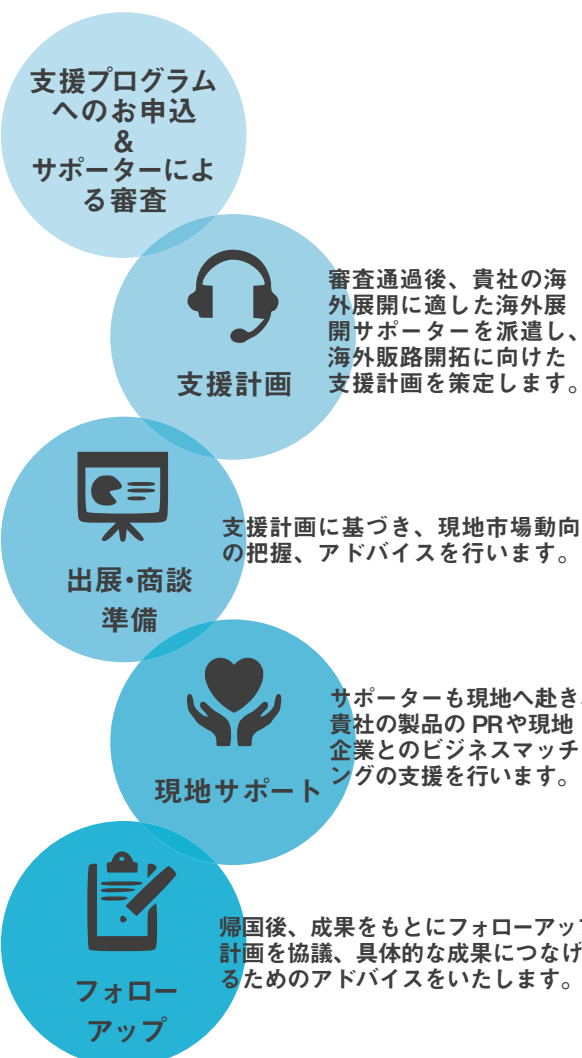 支援プログラム
へのお申込
&
サポーターによ
る審査
支援計画
審査通過後、貴社の海
外展開に適した海外展
開サポーターを派遣し、
海外販路開拓に向けた
支援計画を策定します。
出展・商談
準備
支援計画に基づき、現地市場動向
の把握、アドバイスを行います。
現地サポート
サポーターも現地へ赴き、
貴社の製品の PRや現地
企業とのビジネスマッチ
ングの支援を行います。
フォロー
アップ
帰国後、成果をもとにフォローアップ
計画を協議、具体的な成果につなげ
るためのアドバイスをいたします。